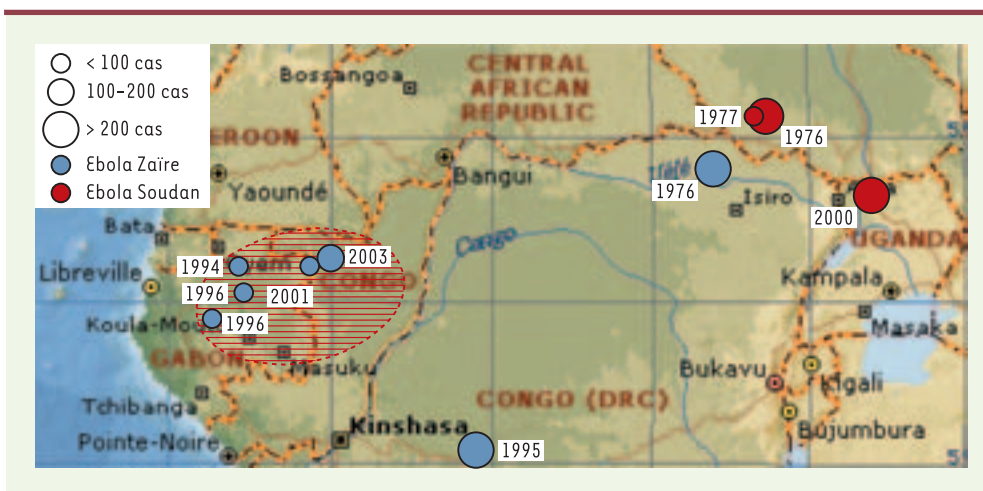 < 100 cas
100-200 cas
> 200 cas
Ebola Zaïre
Ebola Soudan
Bossangoa
CENTRAL
AFRICAN
REPUBLIC
1977
1976
EROON
Bangui
Yaoundé
1976
Isiro
2000
UGANDA
Bata
Libreville
1994
2003
CONGO
Congo
Kampala
1996
2001
Koula-Mou
1996
Masaka
GABON
Masuku
Bukavu
Kigali
Tchibanga
CONGO (DRC)
Kinshasa
Bujumbura
Pointe-Noire
1995